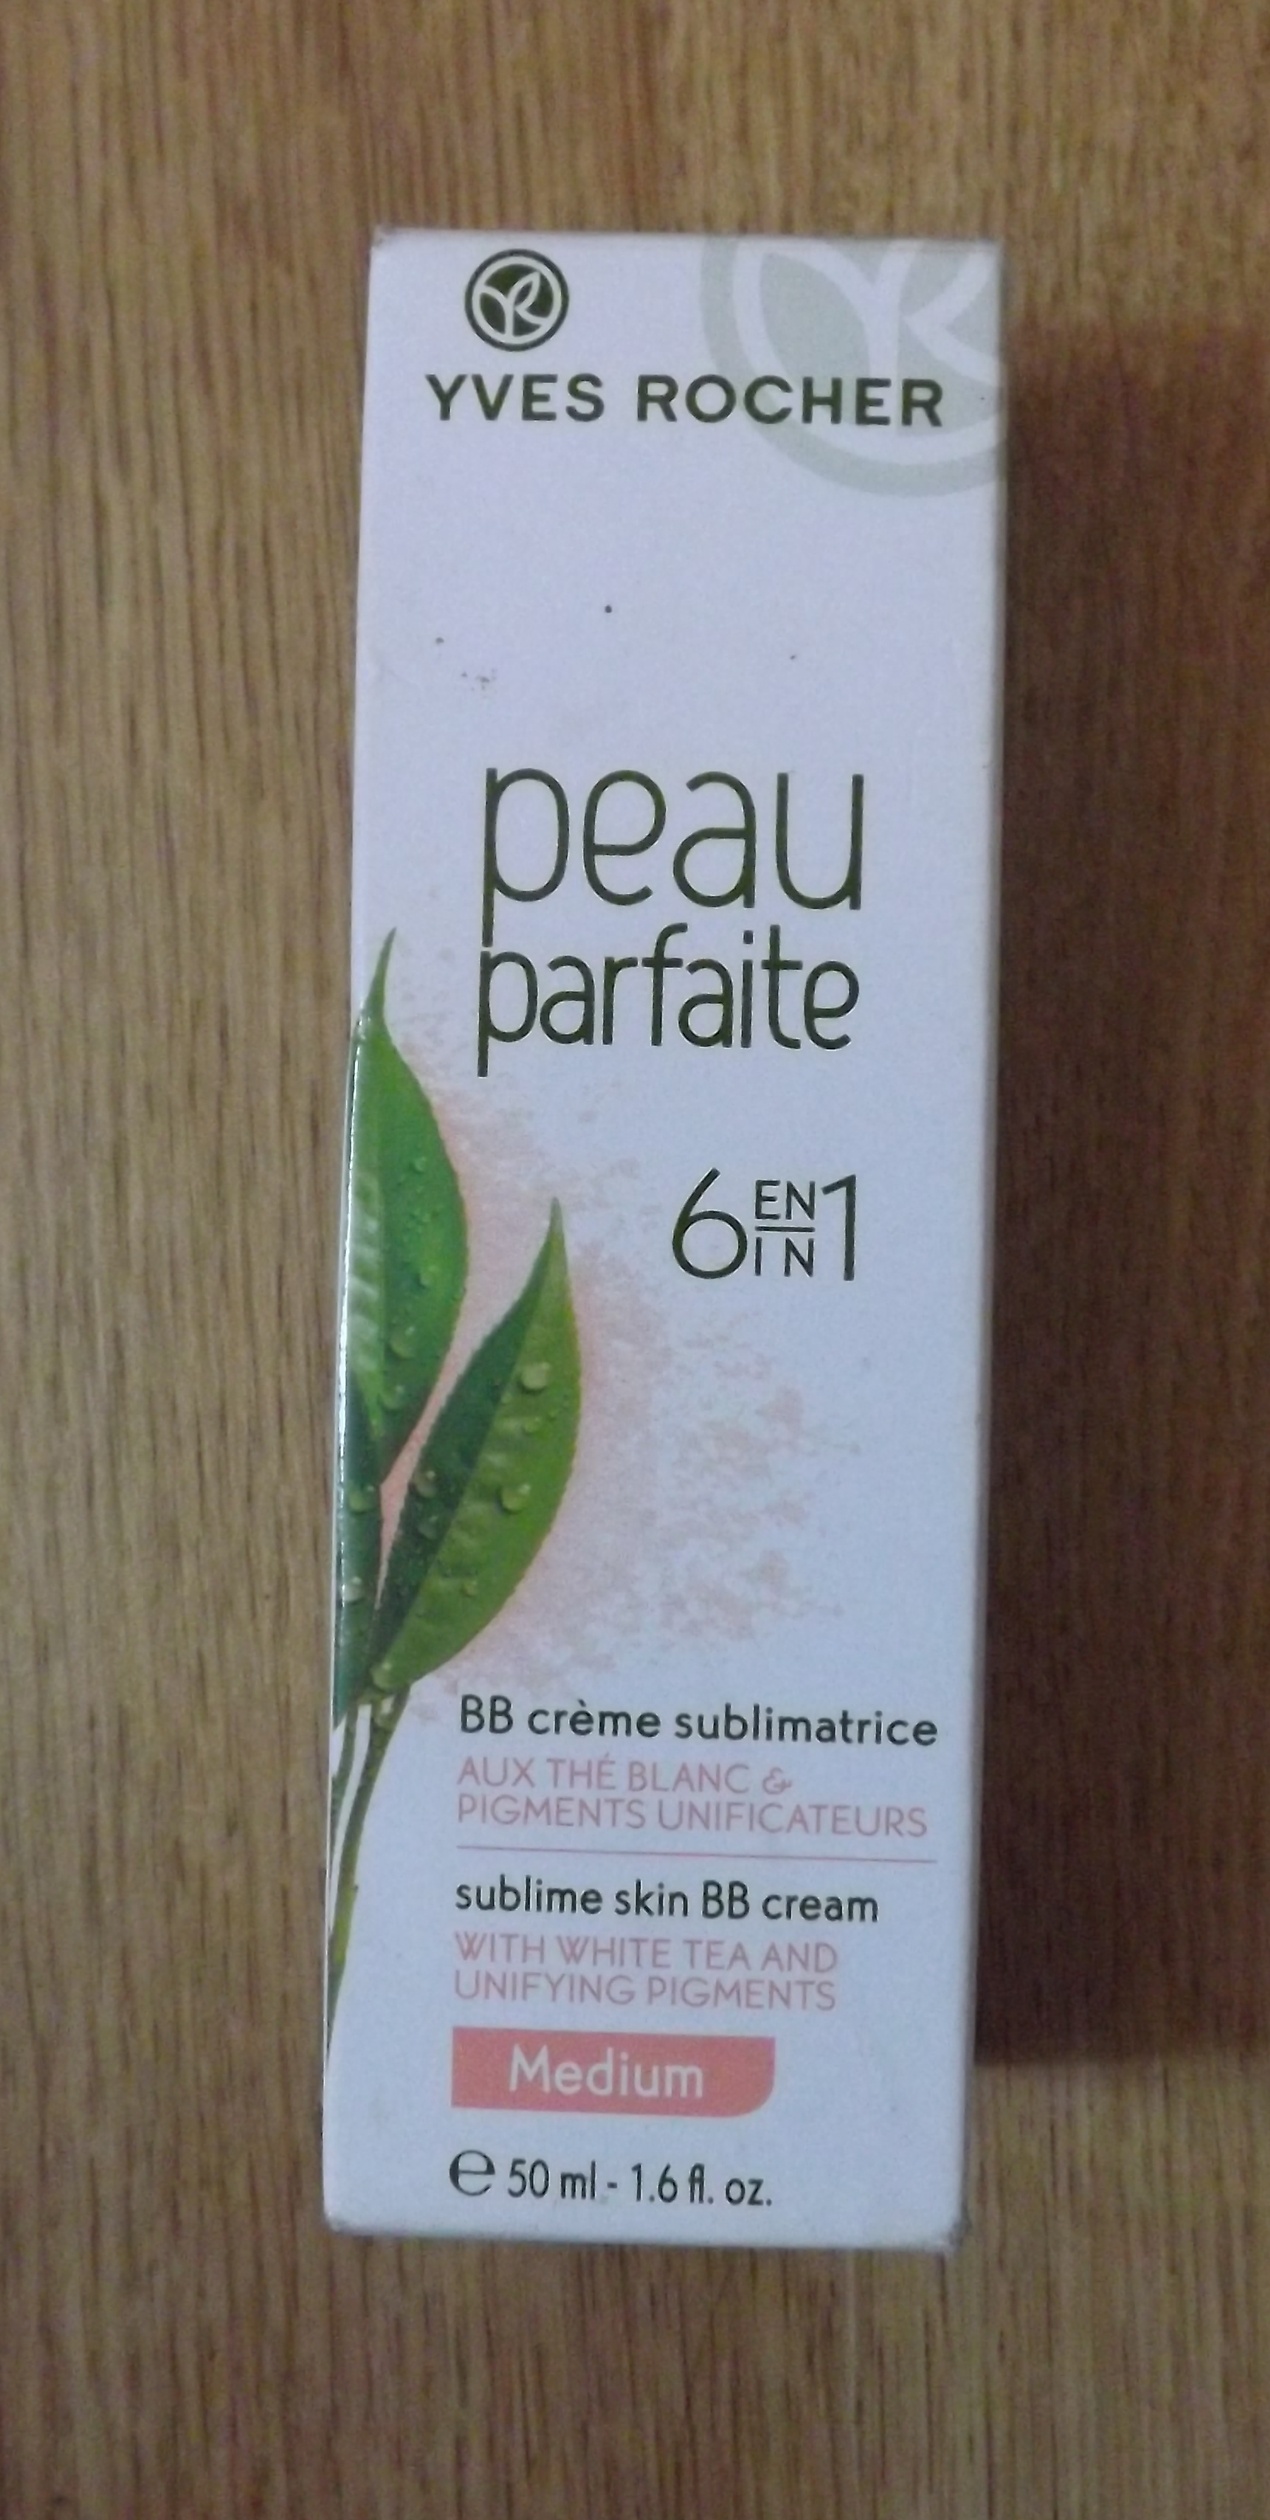 YVES ROCHER
peau
parfaite
6 EN IN 1
BB crème sublimatrice
AUX THÉ BLANC &
PIGMENTS UNIFICATEURS
sublime skin BB cream
WITH WHITE TEA AND
UNIFYING PIGMENTS
Medium
℮ 50 ml - 1.6 fl. oz.